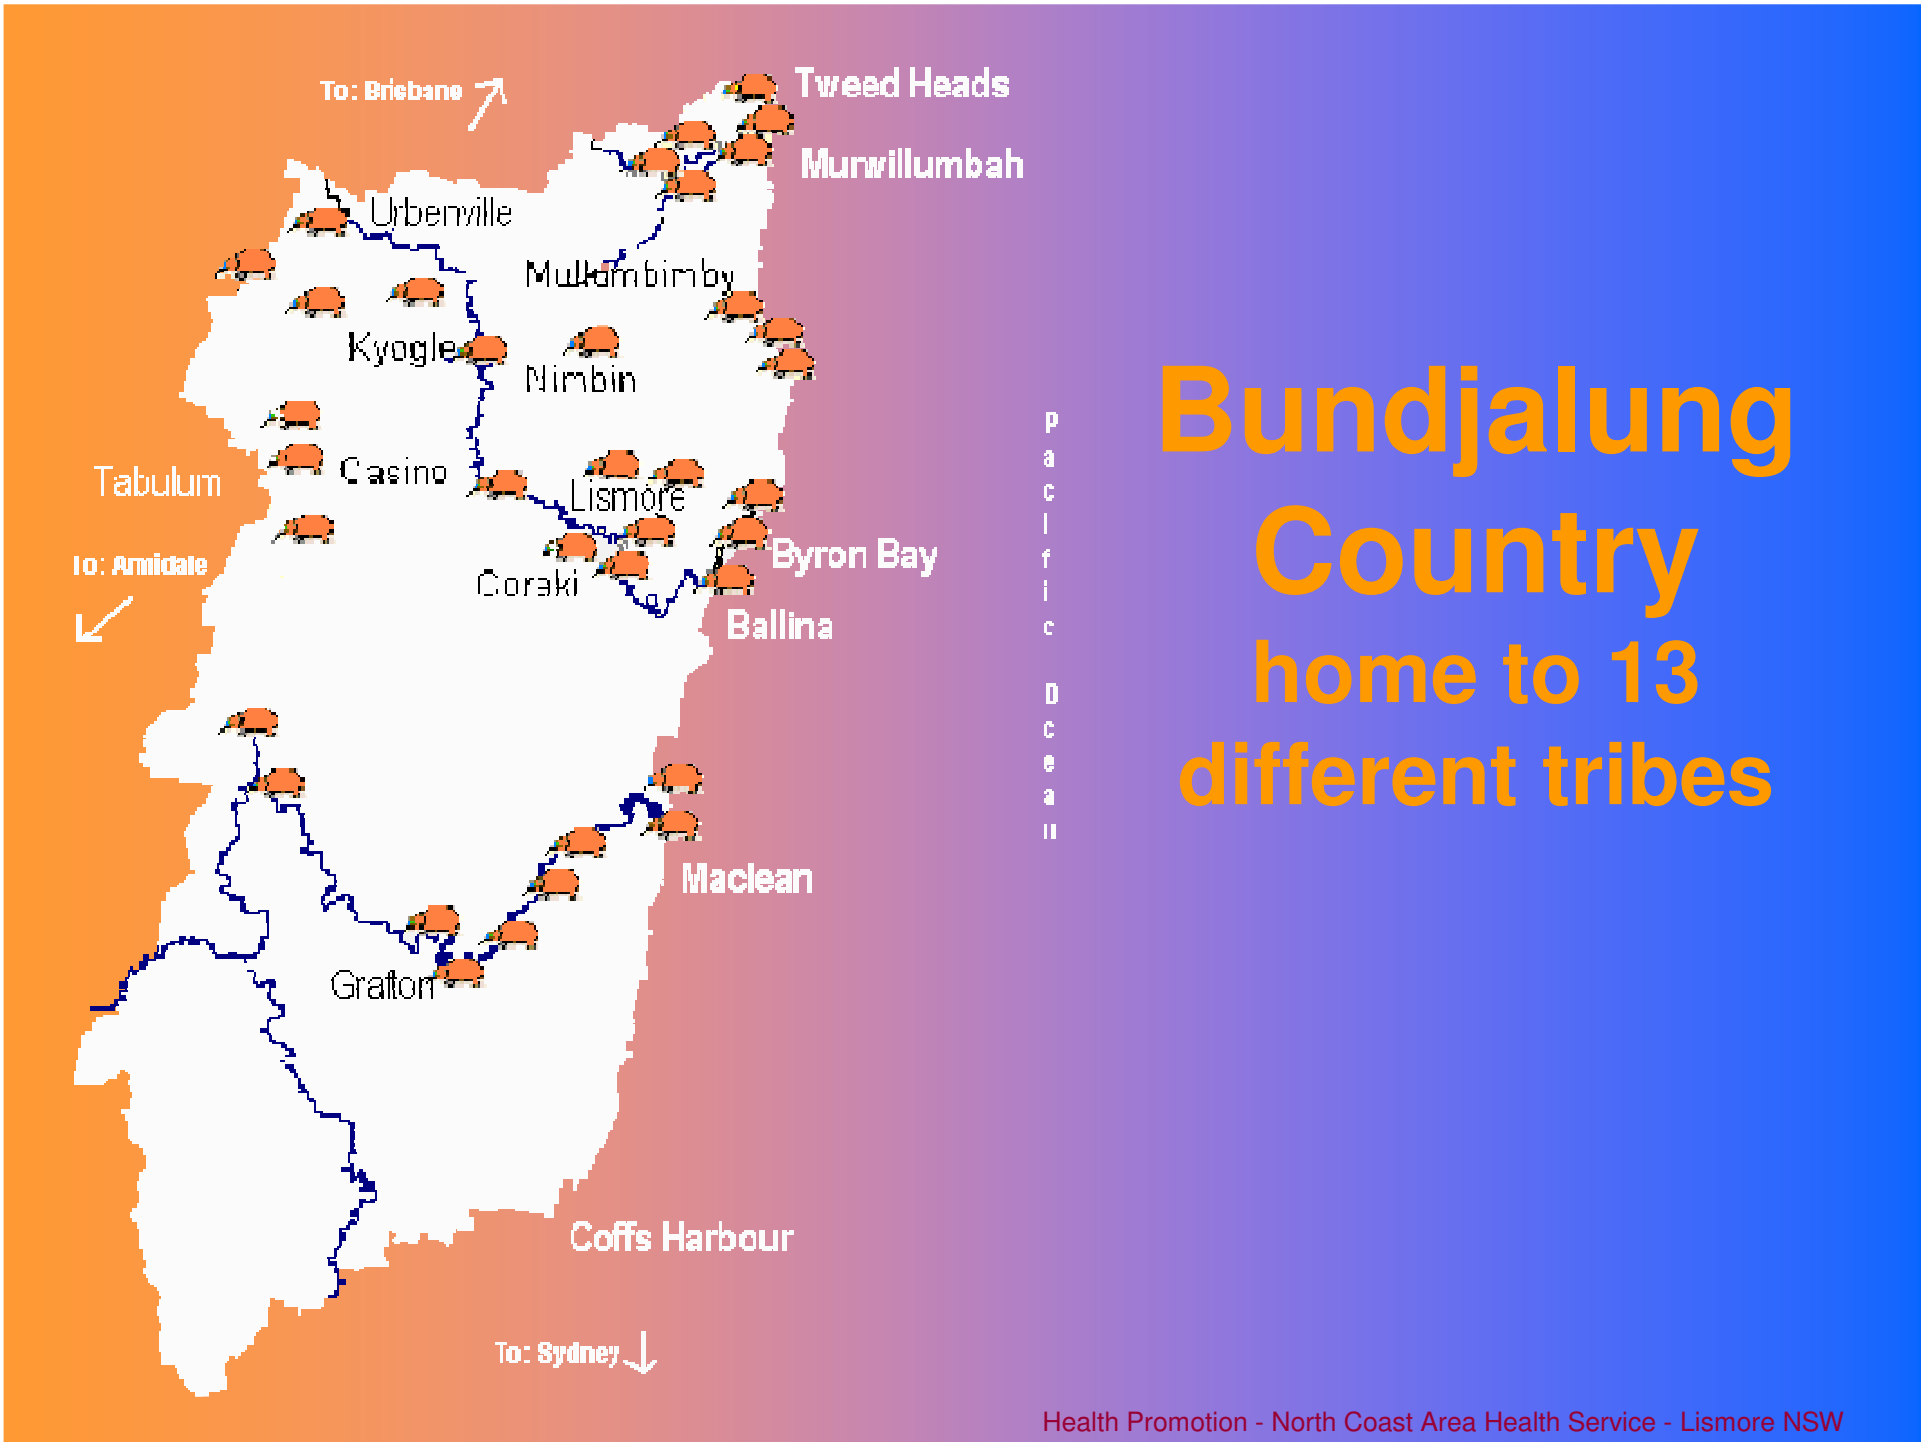 To: Brisbane
Tweed Heads
Murwillumbah
Urbenville
Mullumbimby
Kyogle
Nimbin
Tabulum
Casino
Lismore
To: Amidale
Coraki
Byron Bay
Ballina
Pacific Ocean
Bundjalung
Country
home to 13
different tribes
Maclean
Grafton
Coffs Harbour
To: Sydney
Health Promotion - North Coast Area Health Service - Lismore NSW